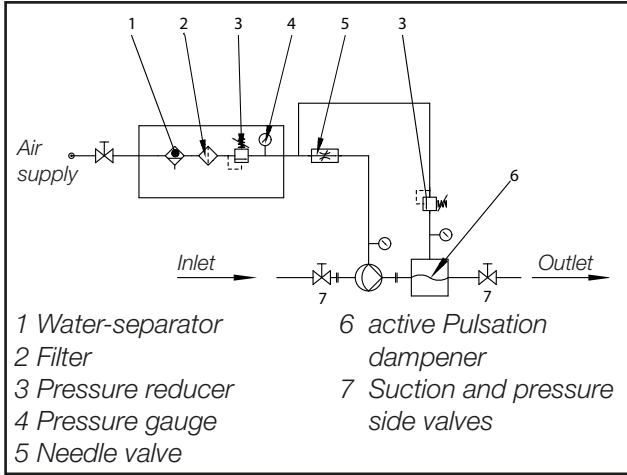 1 2 3 4 5 3
Air
supply
6
Inlet
Outlet
7 7
1 Water-separator
2 Filter
3 Pressure reducer
4 Pressure gauge
5 Needle valve
6 active Pulsation
dampener
7 Suction and pressure
side valves